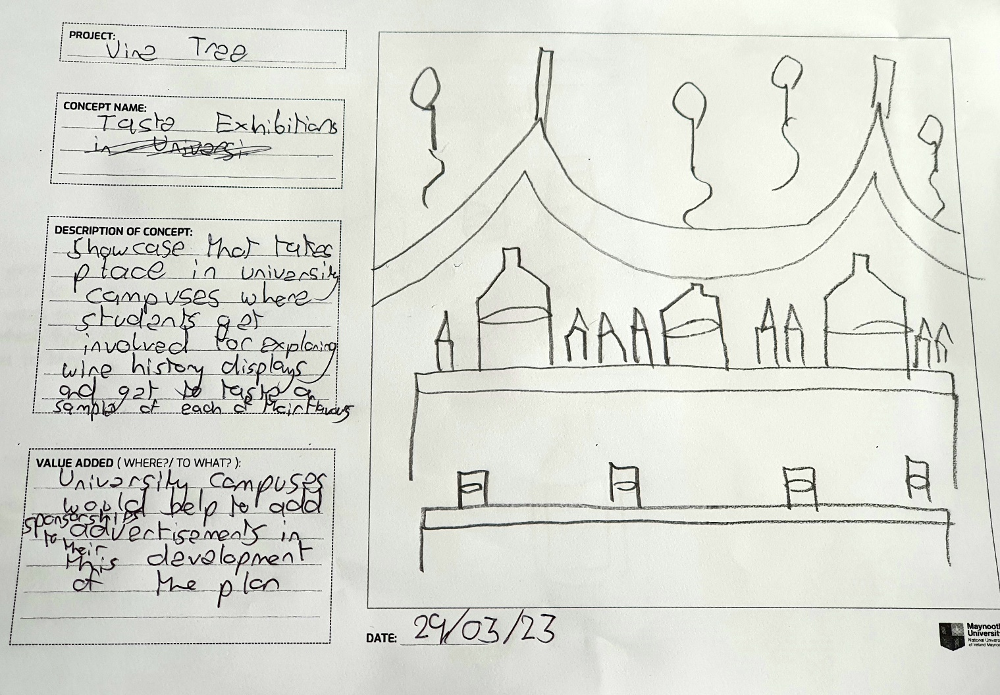 PROJECT:
Vine Tree
CONCEPT NAME:
Taste Exhibitions
in Universi
DESCRIPTION OF CONCEPT:
Showcase that takes
place in university
campuses where
students get
involved for exploring
wine history displays
and get to taste a
sample of each of their flavours
VALUE ADDED ( WHERE?/ TO WHAT? ):
University campuses
would help to add
sponsorships
to their
advertisements in
this development
of the plan
DATE: 29/03/23
Maynooth
University
National Univers
of Ireland Maynoo